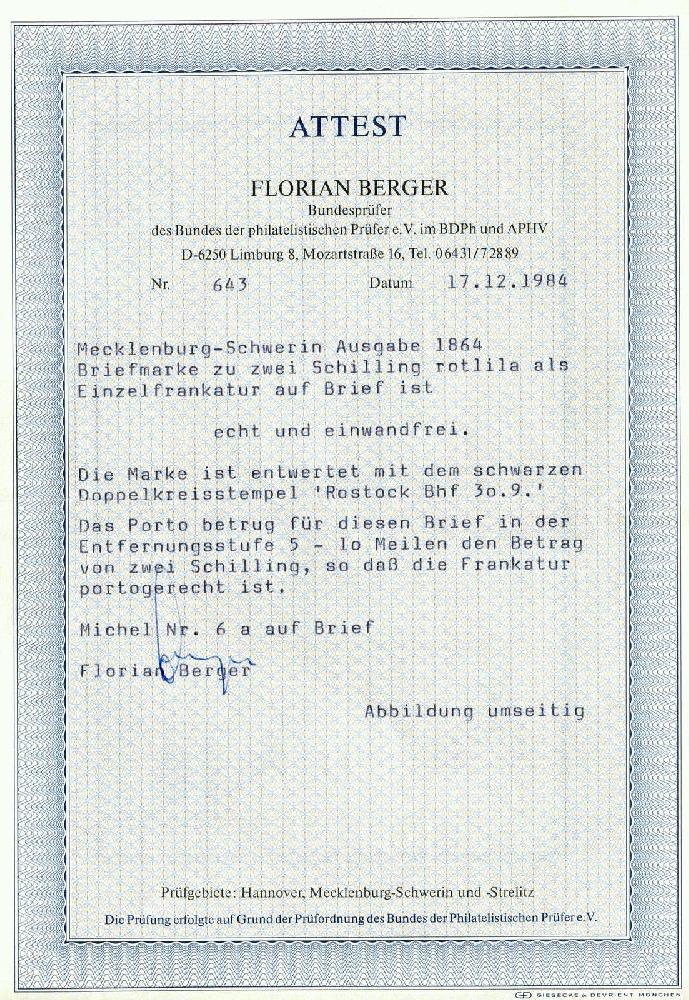 ATTEST
FLORIAN BERGER
Bundesprüfer
des Bundes der philatelistischen Prüfer e.V. im BDPh und APHV
D-6250 Limburg 8, Mozartstraße 16, Tel. 06431/72889
Nr. 643 Datum 17.12.1984
Mecklenburg-Schwerin Ausgabe 1864
Briefmarke zu zwei Schilling rotlila als
Einzelfrankatur auf Brief ist
echt und einwandfrei.
Die Marke ist entwertet mit dem schwarzen
Doppelkreisstempel 'Rostock Bhf 3o.9.'
Das Porto betrug für diesen Brief in der
Entfernungsstufe 5 - lo Meilen den Betrag
von zwei Schilling, so daß die Frankatur
portogerecht ist.
Michel Nr. 6 a auf Brief
Florian Berger
Abbildung umseitig
Prüfgebiete: Hannover, Mecklenburg-Schwerin und -Strelitz
Die Prüfung erfolgte auf Grund der Prüfordnung des Bundes der Philatelistischen Prüfer e.V.
GIESECKE & DEVRIENT MÜNCHEN